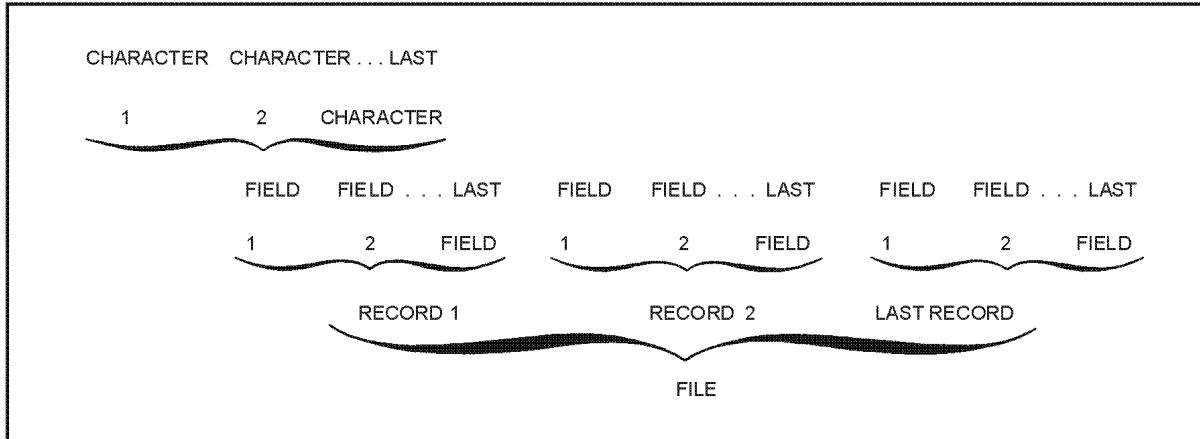 CHARACTER CHARACTER . . . LAST
1 2 CHARACTER
FIELD FIELD . . . LAST FIELD FIELD . . . LAST FIELD FIELD . . . LAST
1 2 FIELD 1 2 FIELD 1 2 FIELD
RECORD 1 RECORD 2 LAST RECORD
FILE